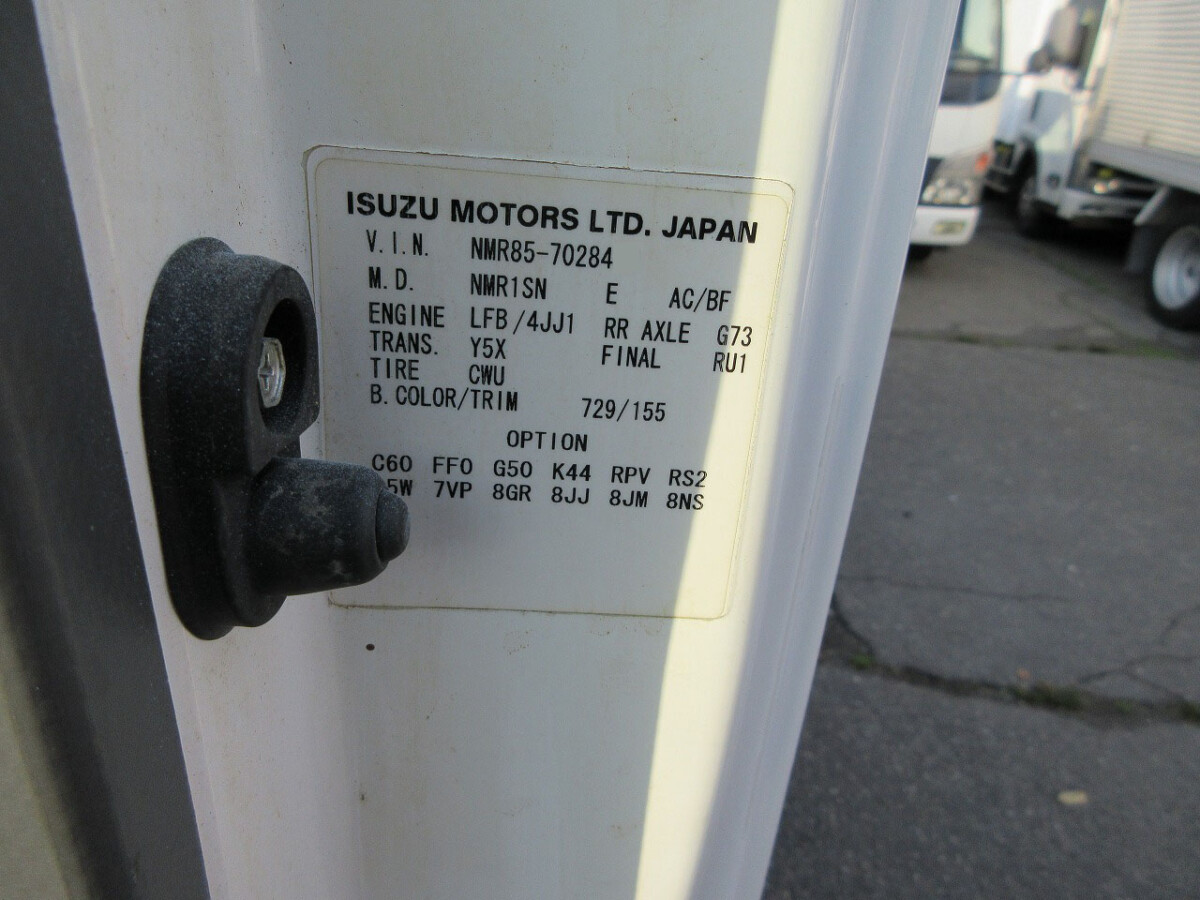 ISUZU MOTORS LTD. JAPAN
V.I.N. NMR85-70284
M.D. NMR1SN E AC/BF
ENGINE LFB/4JJ1 RR AXLE G73
TRANS. Y5X FINAL RU1
TIRE CWU
B.COLOR/TRIM 729/155
OPTION
C60 FF0 G50 K44 RPV RS2
7VP 8GR 8JJ 8JM 8NS